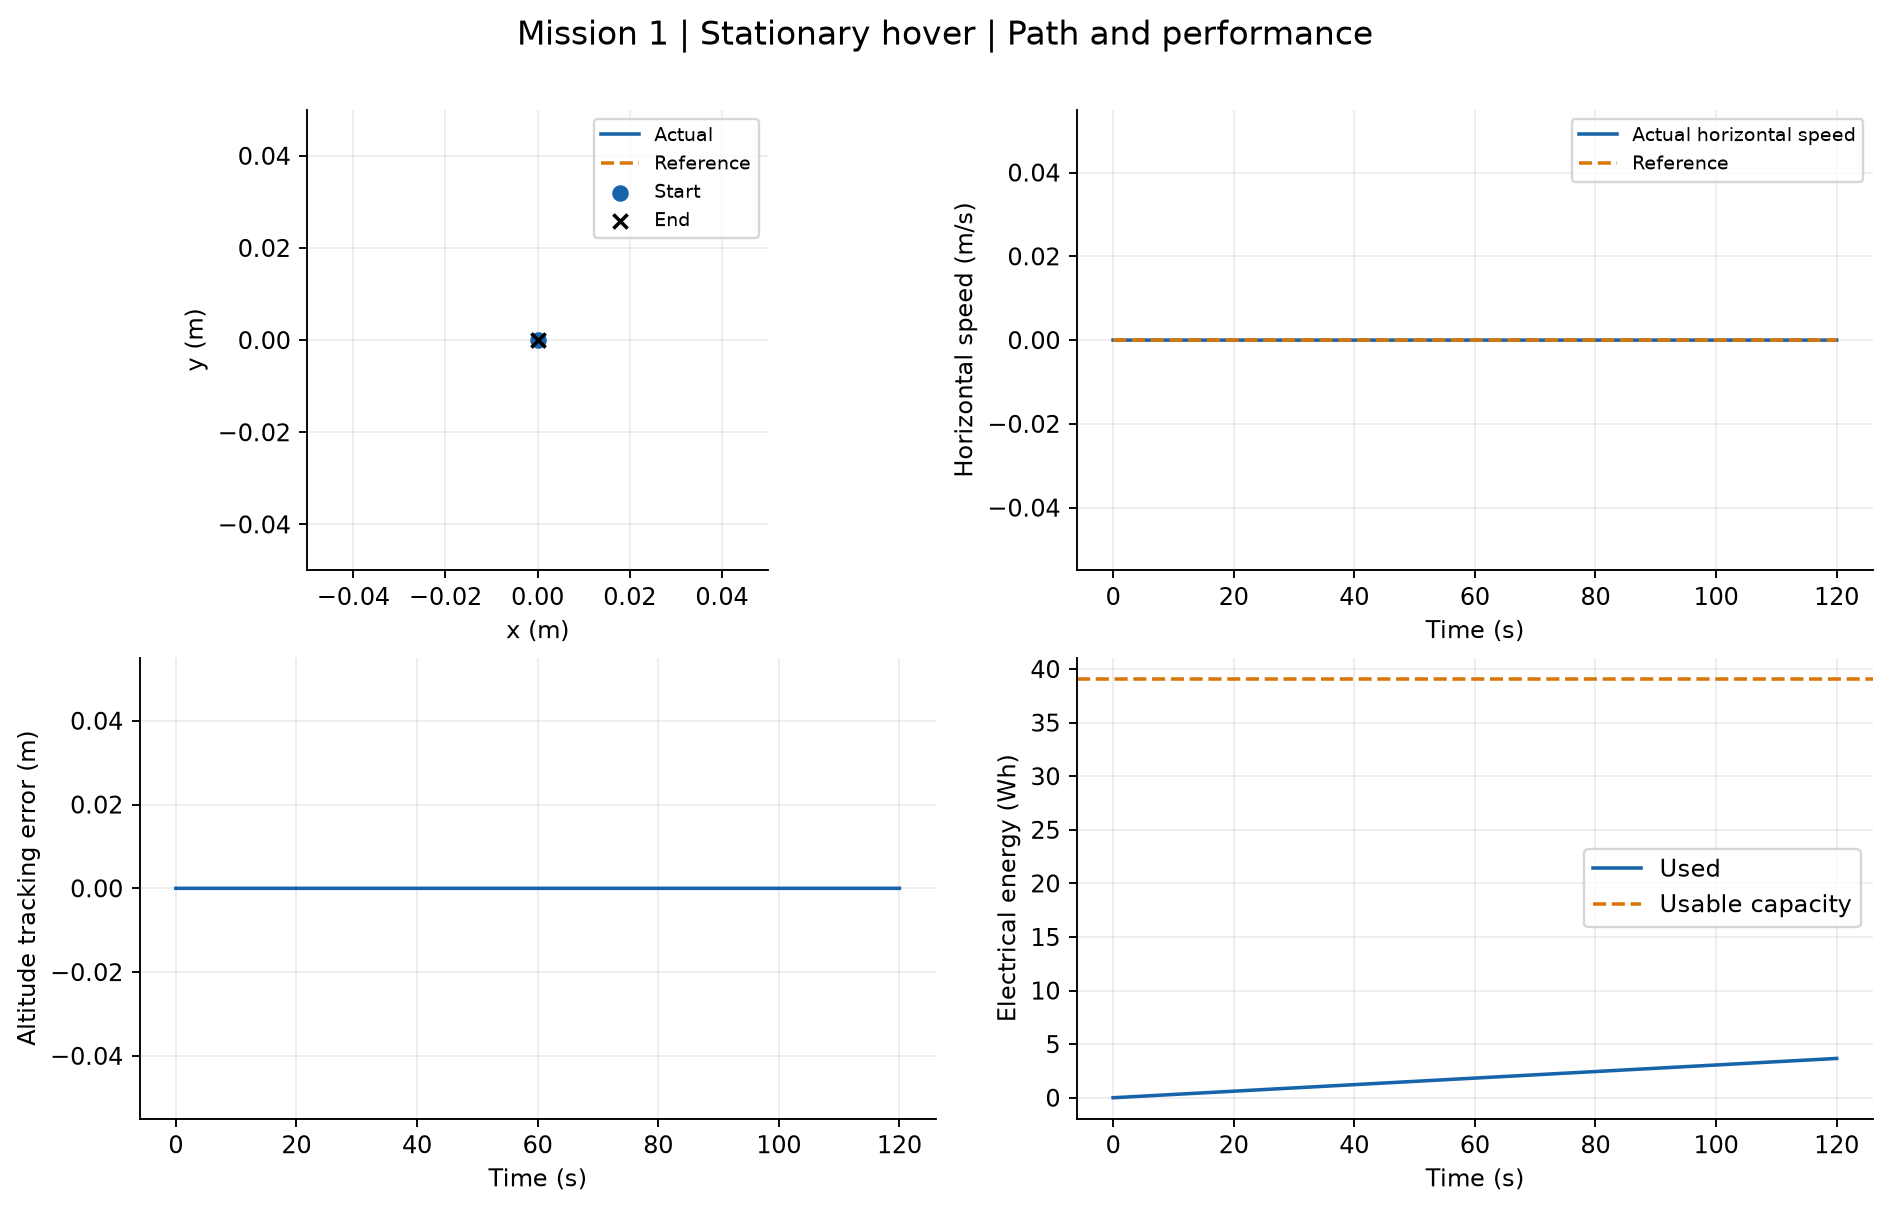 Mission 1 | Stationary hover | Path and performance
Actual
Reference
Start
End
0.04
0.02
0.00
−0.02
−0.04
y (m)
−0.04 −0.02 0.00 0.02 0.04
x (m)
Actual horizontal speed
Reference
0.04
0.02
0.00
−0.02
−0.04
Horizontal speed (m/s)
0 20 40 60 80 100 120
Time (s)
0.04
0.02
0.00
−0.02
−0.04
Altitude tracking error (m)
0 20 40 60 80 100 120
Time (s)
40
35
30
25
20
15
10
5
0
Electrical energy (Wh)
Used
Usable capacity
0 20 40 60 80 100 120
Time (s)